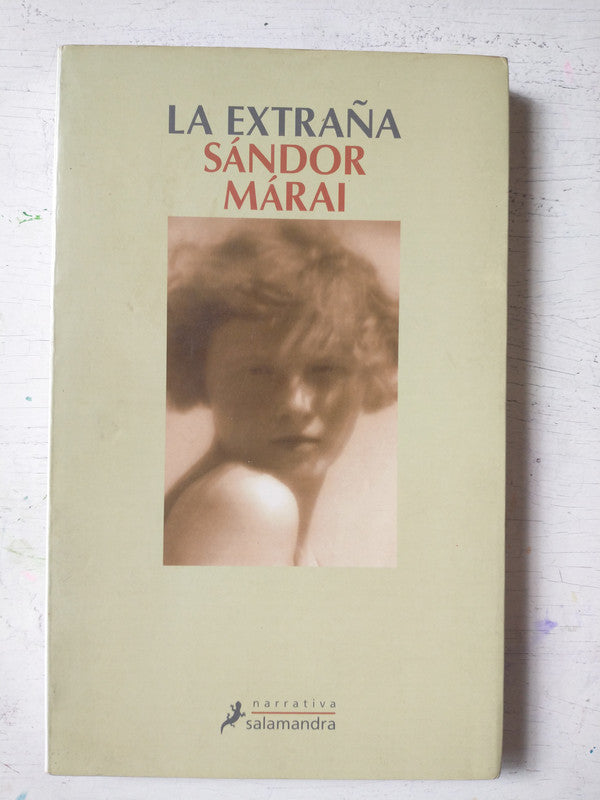 LA EXTRAÑA
SÁNDOR
MÁRAI
narrativa
salamandra